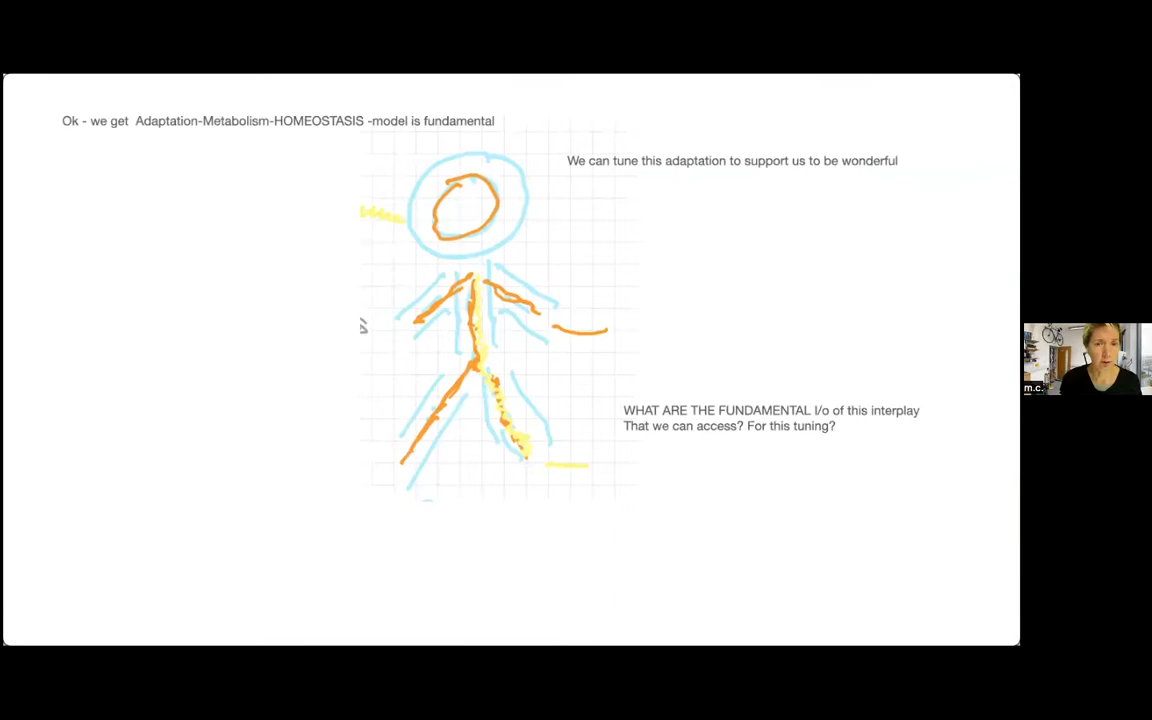 Ok - we get Adaptation-Metabolism-HOMEOSTASIS -model is fundamental
We can tune this adaptation to support us to be wonderful
m.c.
WHAT ARE THE FUNDAMENTAL I/o of this interplay
That we can access? For this tuning?